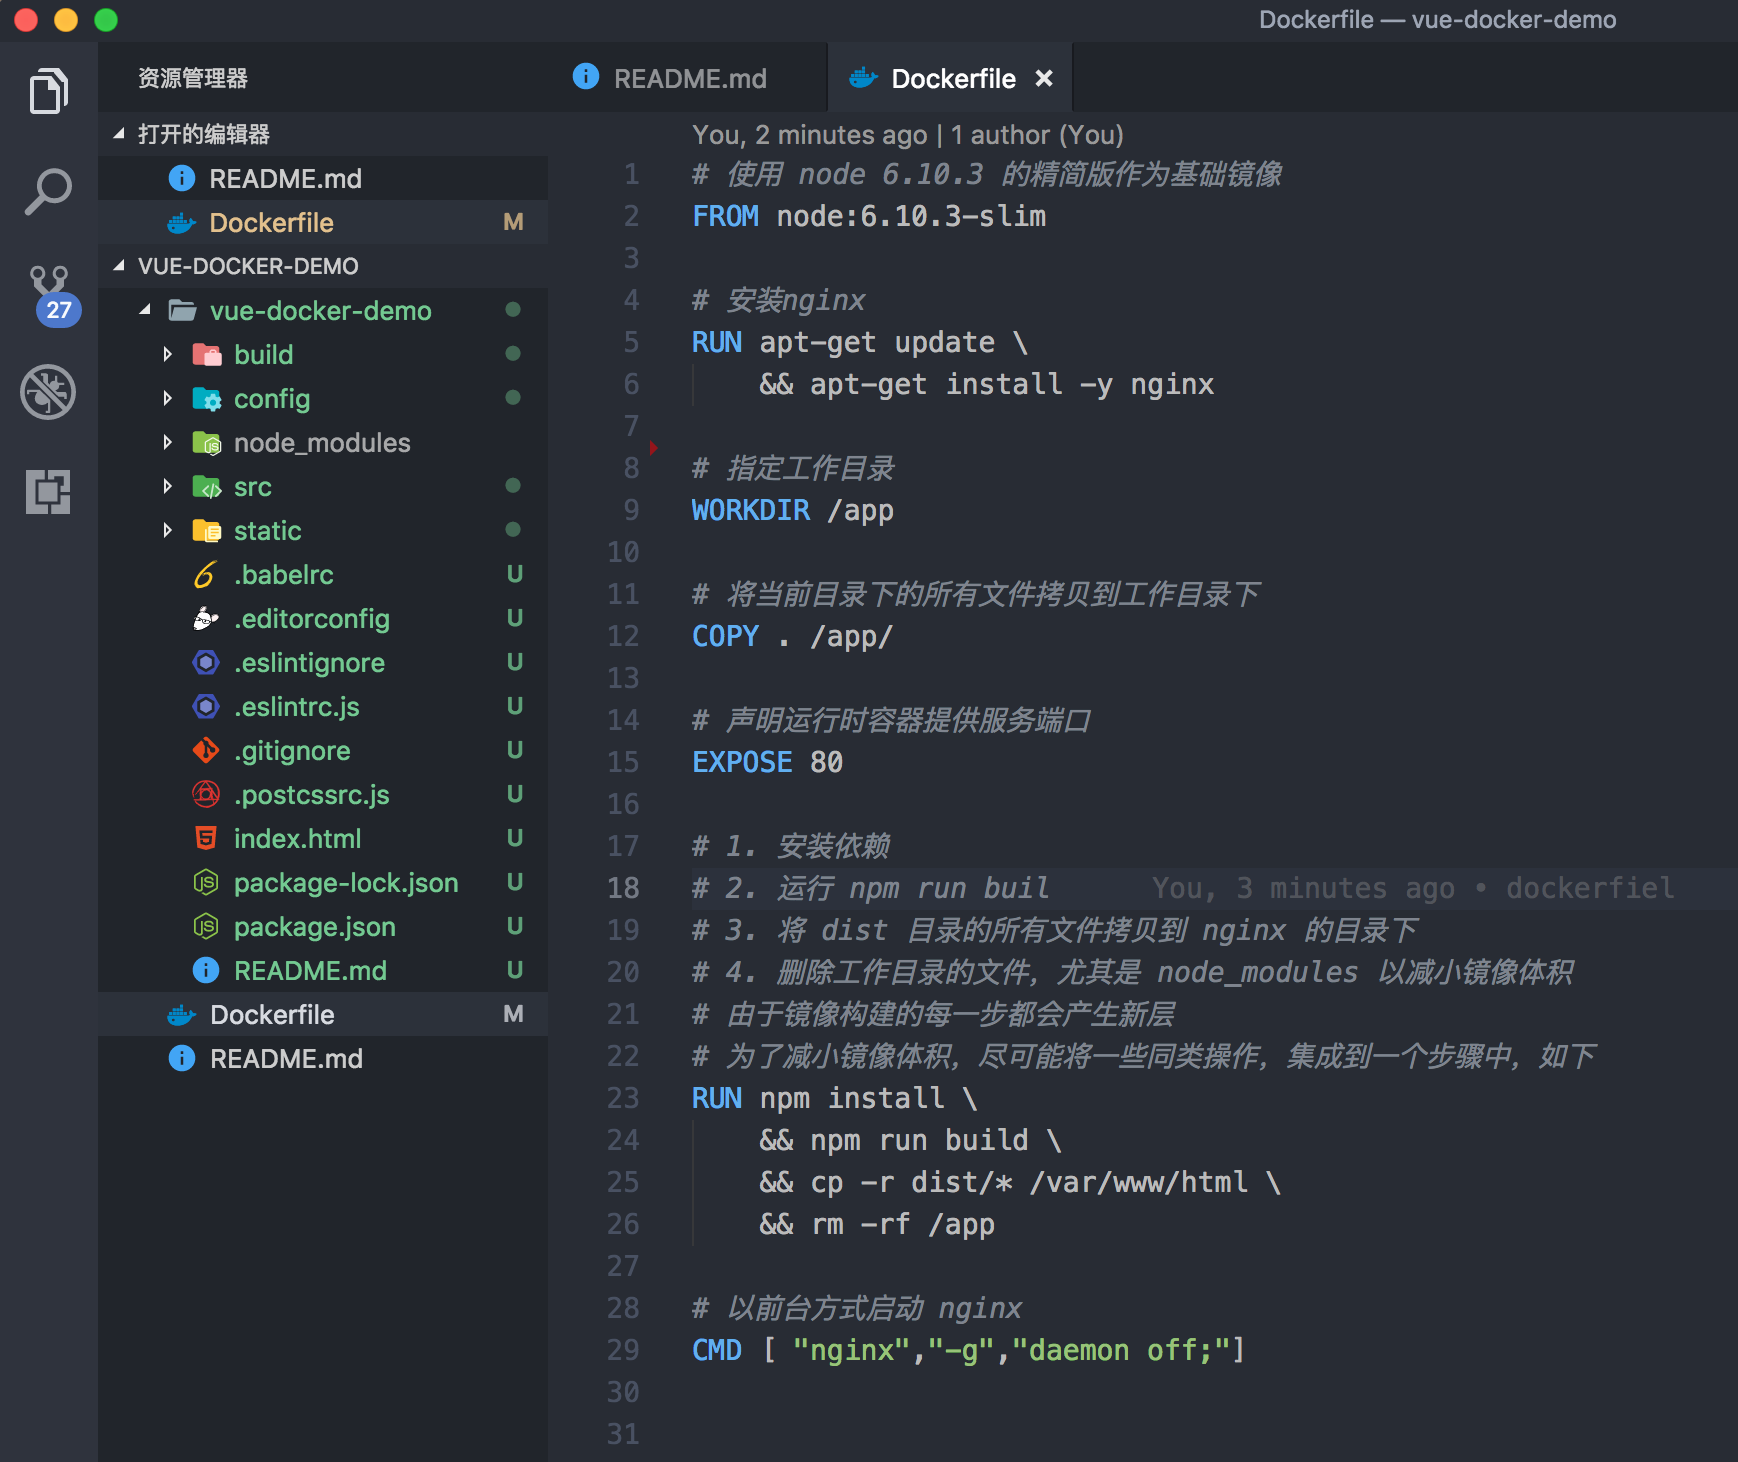 Dockerfile — vue-docker-demo
资源管理器
打开的编辑器
README.md
Dockerfile M
VUE-DOCKER-DEMO
27
vue-docker-demo
build
config
node_modules
src
static
.babelrc U
.editorconfig U
.eslintignore U
.eslintrc.js U
.gitignore U
.postcssrc.js U
index.html U
package-lock.json U
package.json U
README.md U
Dockerfile M
README.md
README.md
Dockerfile ×
You, 2 minutes ago | 1 author (You)
1 # 使用 node 6.10.3 的精简版作为基础镜像
2 FROM node:6.10.3-slim
3
4 # 安装nginx
5 RUN apt-get update \
6 && apt-get install -y nginx
7
8 # 指定工作目录
9 WORKDIR /app
10
11 # 将当前目录下的所有文件拷贝到工作目录下
12 COPY . /app/
13
14 # 声明运行时容器提供服务端口
15 EXPOSE 80
16
17 # 1. 安装依赖
18 # 2. 运行 npm run buil You, 3 minutes ago • dockerfiel
19 # 3. 将 dist 目录的所有文件拷贝到 nginx 的目录下
20 # 4. 删除工作目录的文件，尤其是 node_modules 以减小镜像体积
21 # 由于镜像构建的每一步都会产生新层
22 # 为了减小镜像体积，尽可能将一些同类操作，集成到一个步骤中，如下
23 RUN npm install \
24 && npm run build \
25 && cp -r dist/* /var/www/html \
26 && rm -rf /app
27
28 # 以前台方式启动 nginx
29 CMD [ "nginx","-g","daemon off;"]
30
31